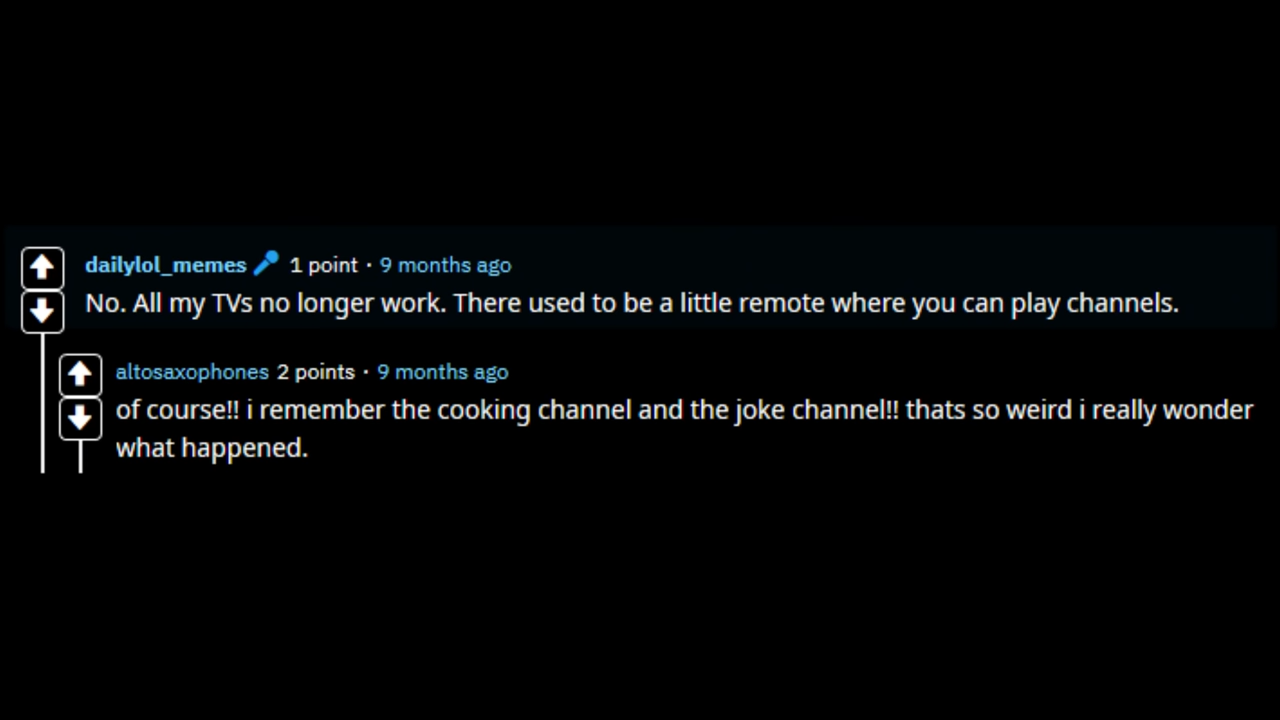 dailylol_memes 🎤 1 point · 9 months ago
No. All my TVs no longer work. There used to be a little remote where you can play channels.
altosaxophones 2 points · 9 months ago
of course!! i remember the cooking channel and the joke channel!! thats so weird i really wonder
what happened.